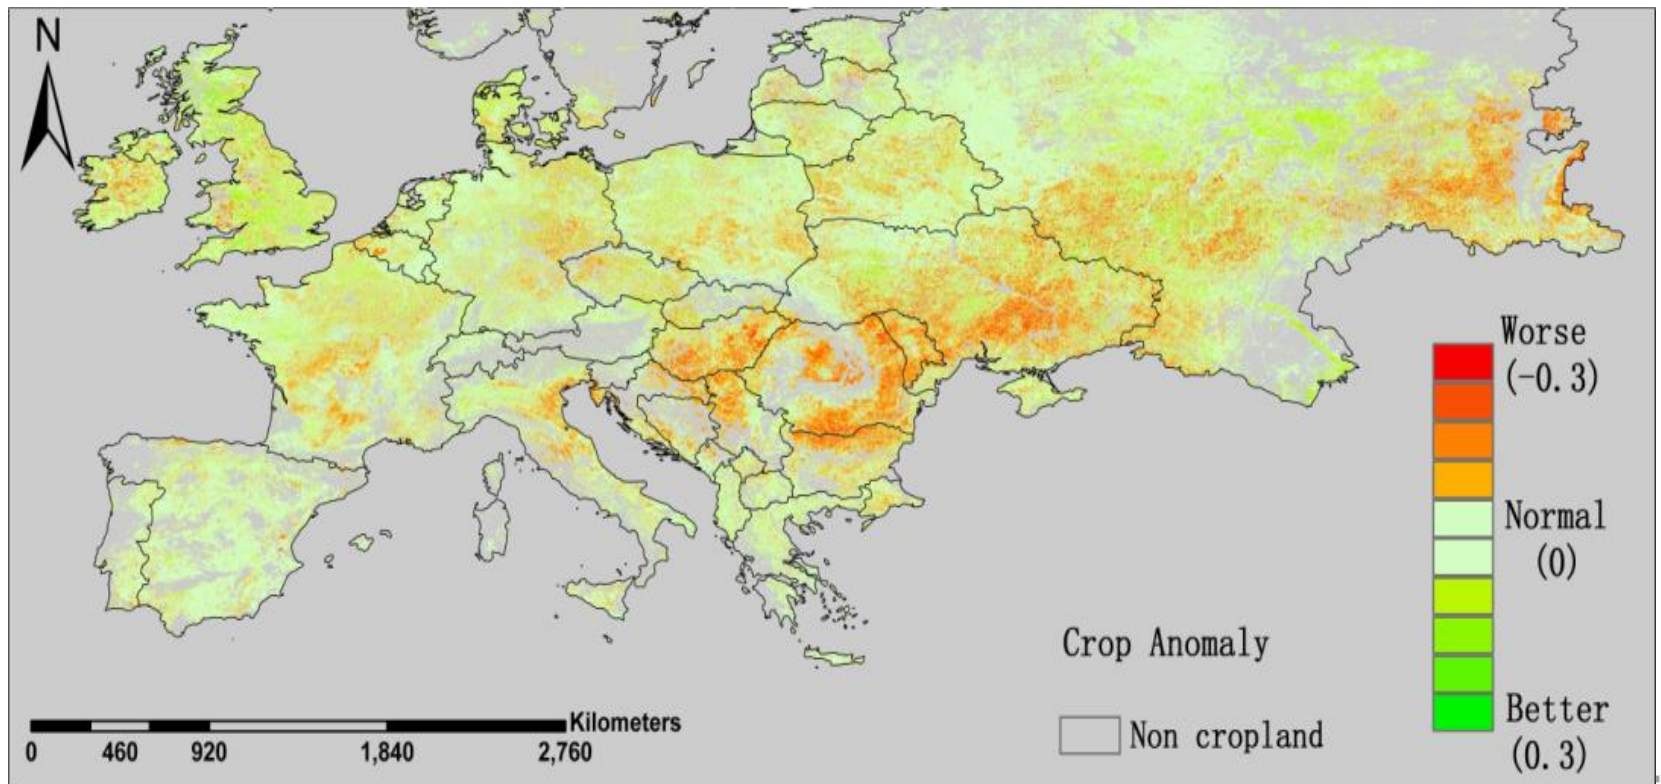 N
Worse
(-0.3)
Normal
(0)
Crop Anomaly
Better
(0.3)
Non cropland
Kilometers
0 460 920 1,840 2,760